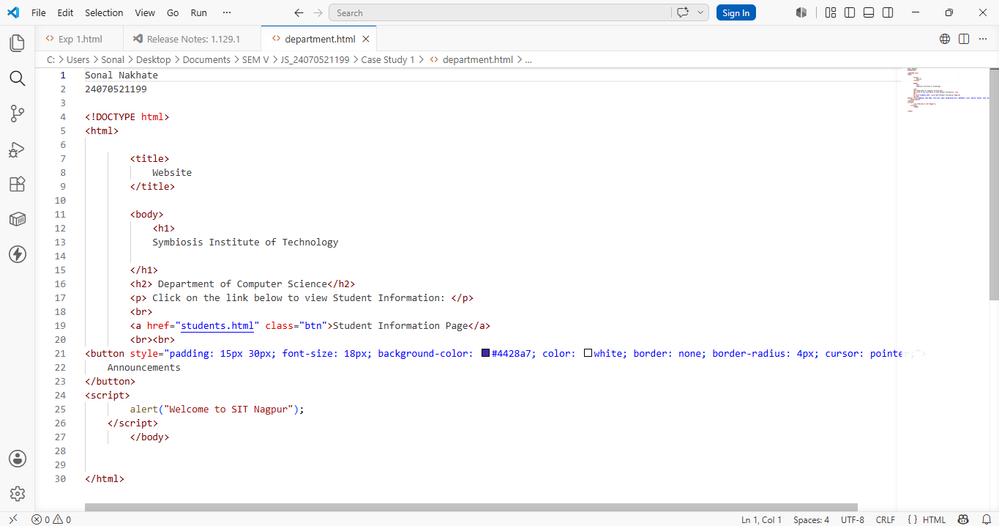 File Edit Selection View Go Run ··· Search Sign In
Exp 1.html Release Notes: 1.129.1 department.html
C: > Users > Sonal > Desktop > Documents > SEM V > JS_24070521199 > Case Study 1 > department.html > ...
1 Sonal Nakhate
2 24070521199
3
4 <!DOCTYPE html>
5 <html>
6
7 <title>
8 Website
9 </title>
10
11 <body>
12 <h1>
13 Symbiosis Institute of Technology
14
15 </h1>
16 <h2> Department of Computer Science</h2>
17 <p> Click on the link below to view Student Information: </p>
18 <br>
19 <a href="students.html" class="btn">Student Information Page</a>
20 <br><br>
21 <button style="padding: 15px 30px; font-size: 18px; background-color: #4428a7; color: white; border: none; border-radius: 4px; cursor: pointer;">
22 Announcements
23 </button>
24 <script>
25 alert("Welcome to SIT Nagpur");
26 </script>
27 </body>
28
29
30 </html>
0 0 Ln 1, Col 1 Spaces: 4 UTF-8 CRLF { } HTML